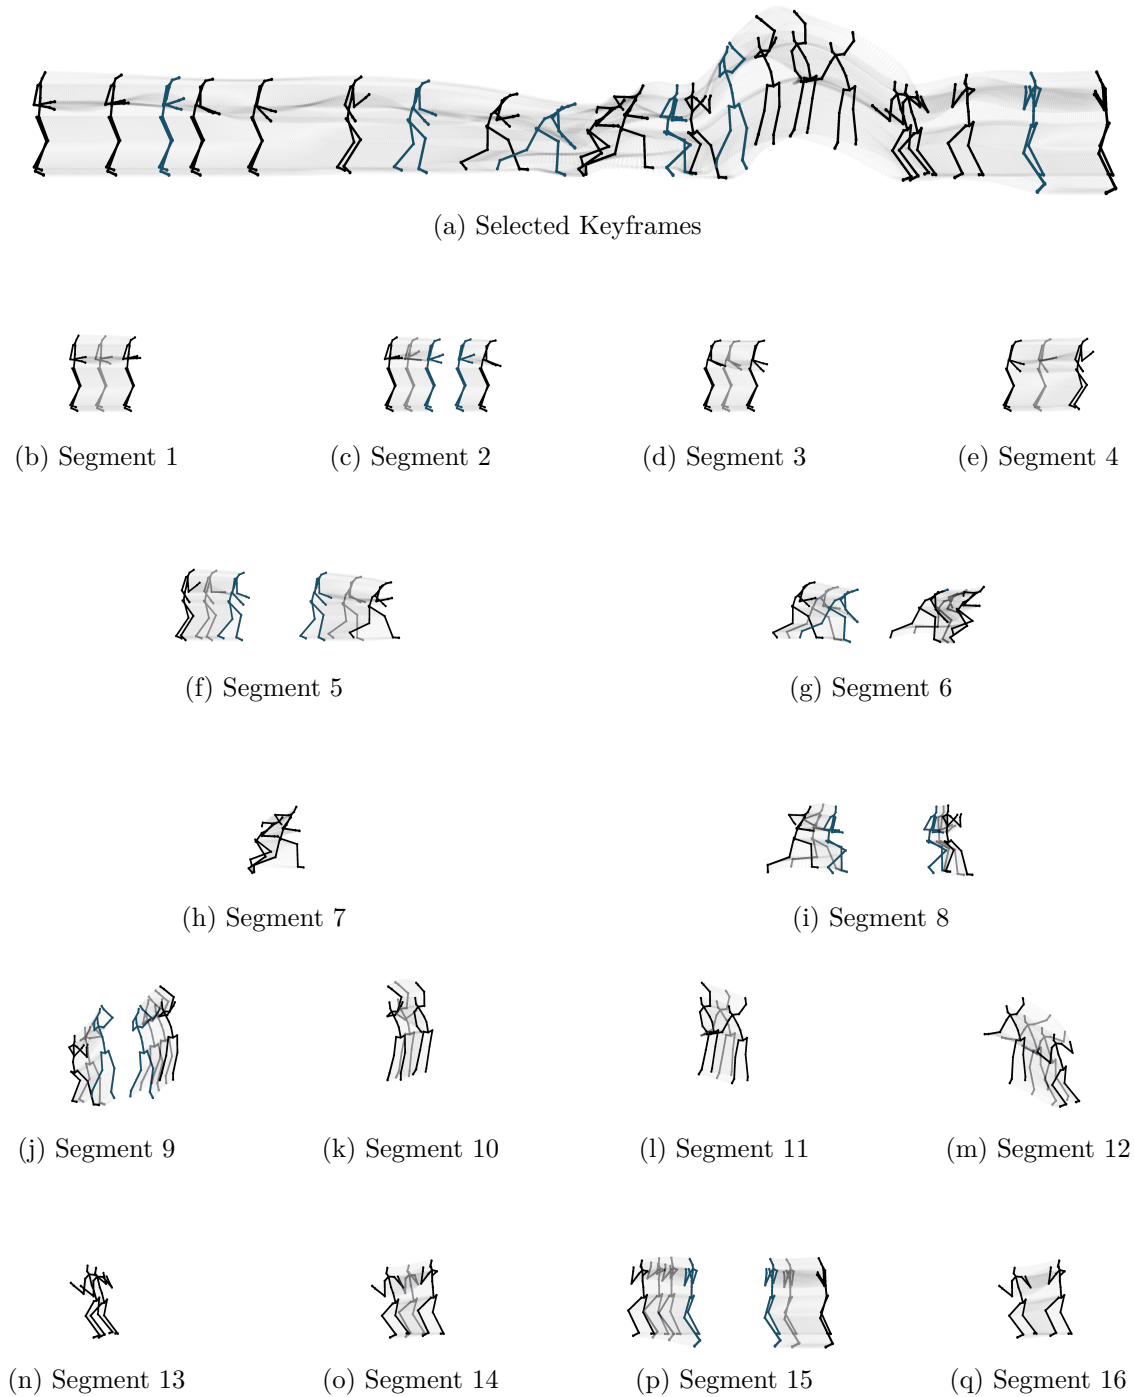 (a) Selected Keyframes
(b) Segment 1
(c) Segment 2
(d) Segment 3
(e) Segment 4
(f) Segment 5
(g) Segment 6
(h) Segment 7
(i) Segment 8
(j) Segment 9
(k) Segment 10
(l) Segment 11
(m) Segment 12
(n) Segment 13
(o) Segment 14
(p) Segment 15
(q) Segment 16